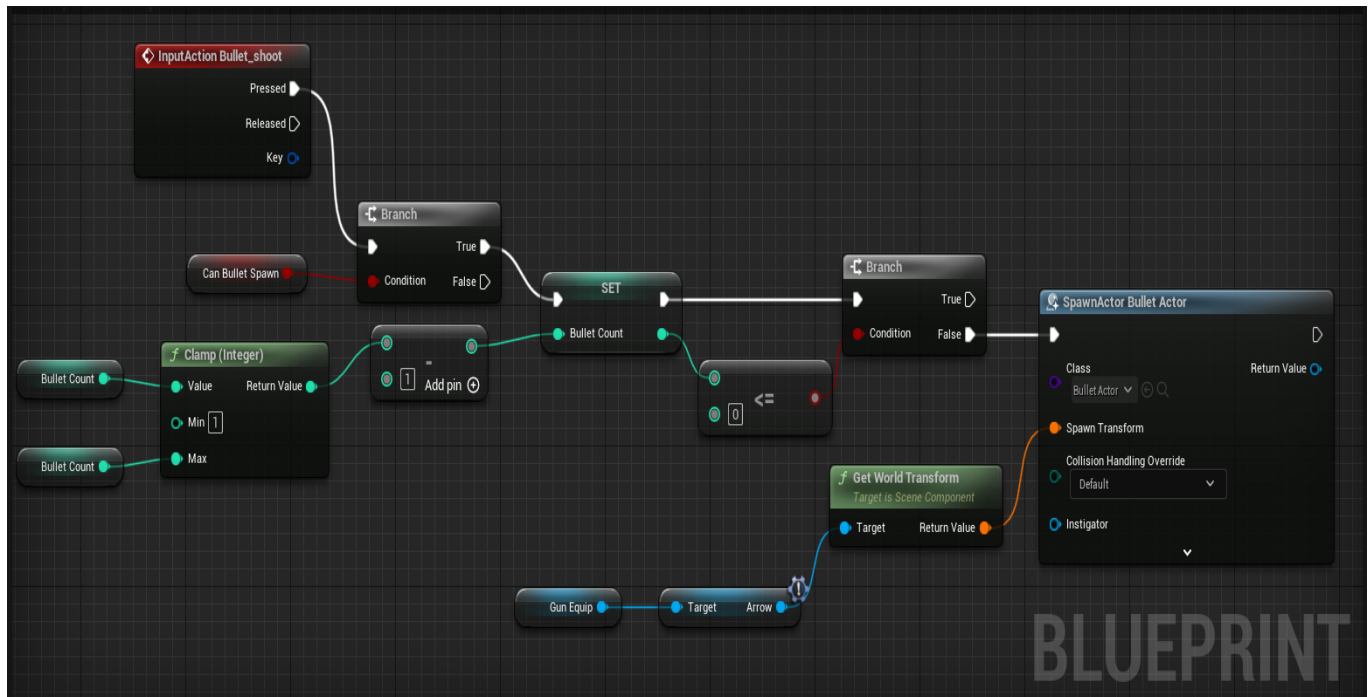 InputAction Bullet_shoot
Pressed
Released
Key
Branch
True
Condition
False
Can Bullet Spawn
SET
Bullet Count
Bullet Count
Bullet Count
f Clamp (Integer)
Value
Return Value
Min 1
Max
-
1
Add pin
<=
0
Branch
True
Condition
False
SpawnActor Bullet Actor
Class
Return Value
Bullet Actor
Spawn Transform
Collision Handling Override
Default
Instigator
f Get World Transform
Target is Scene Component
Target
Return Value
Gun Equip
Target
Arrow
!
BLUEPRINT